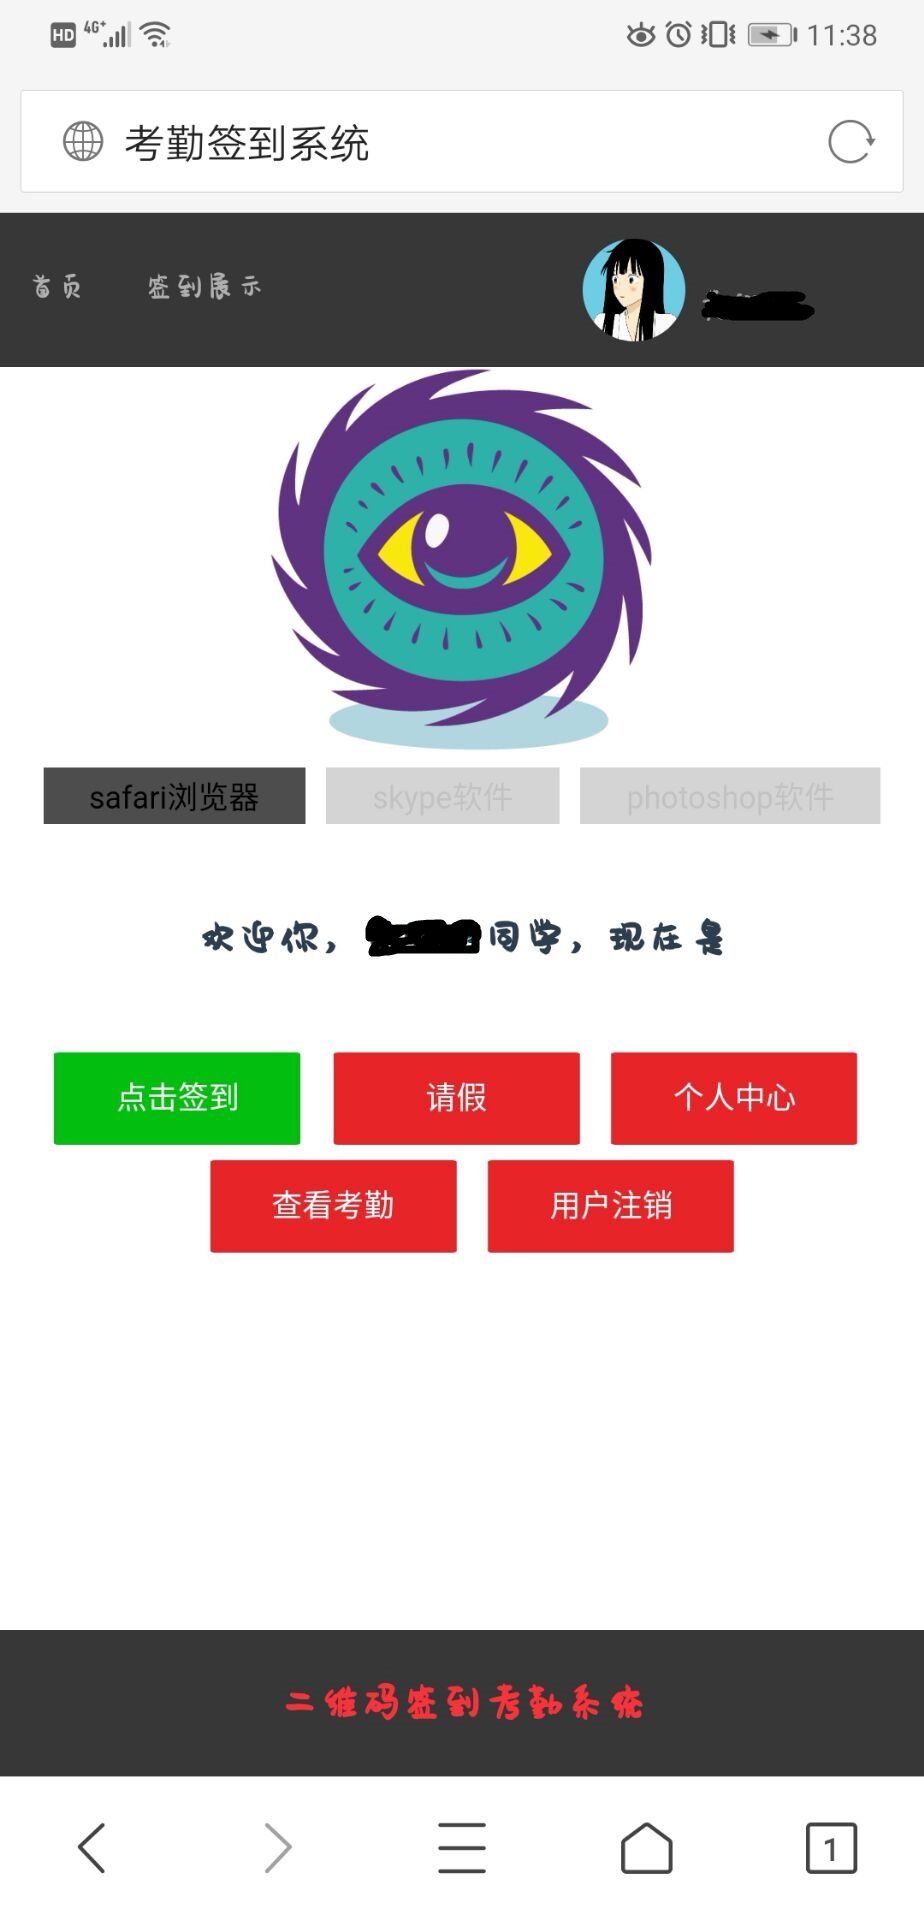 HD 4G+ 11:38
考勤签到系统
首页 签到展示
safari浏览器 skype软件 photoshop软件
欢迎你， 同学，现在是
点击签到 请假 个人中心
查看考勤 用户注销
二维码签到考勤系统
1